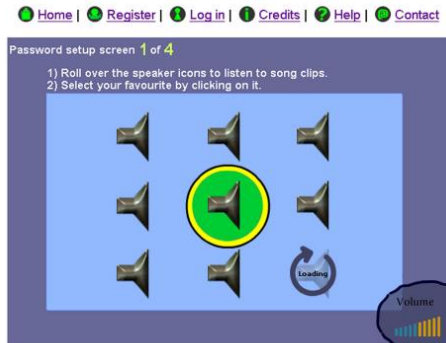 Home | Register | Log in | Credits | Help | Contact
Password setup screen 1 of 4
1) Roll over the speaker icons to listen to song clips.
2) Select your favourite by clicking on it.
Loading
Volume